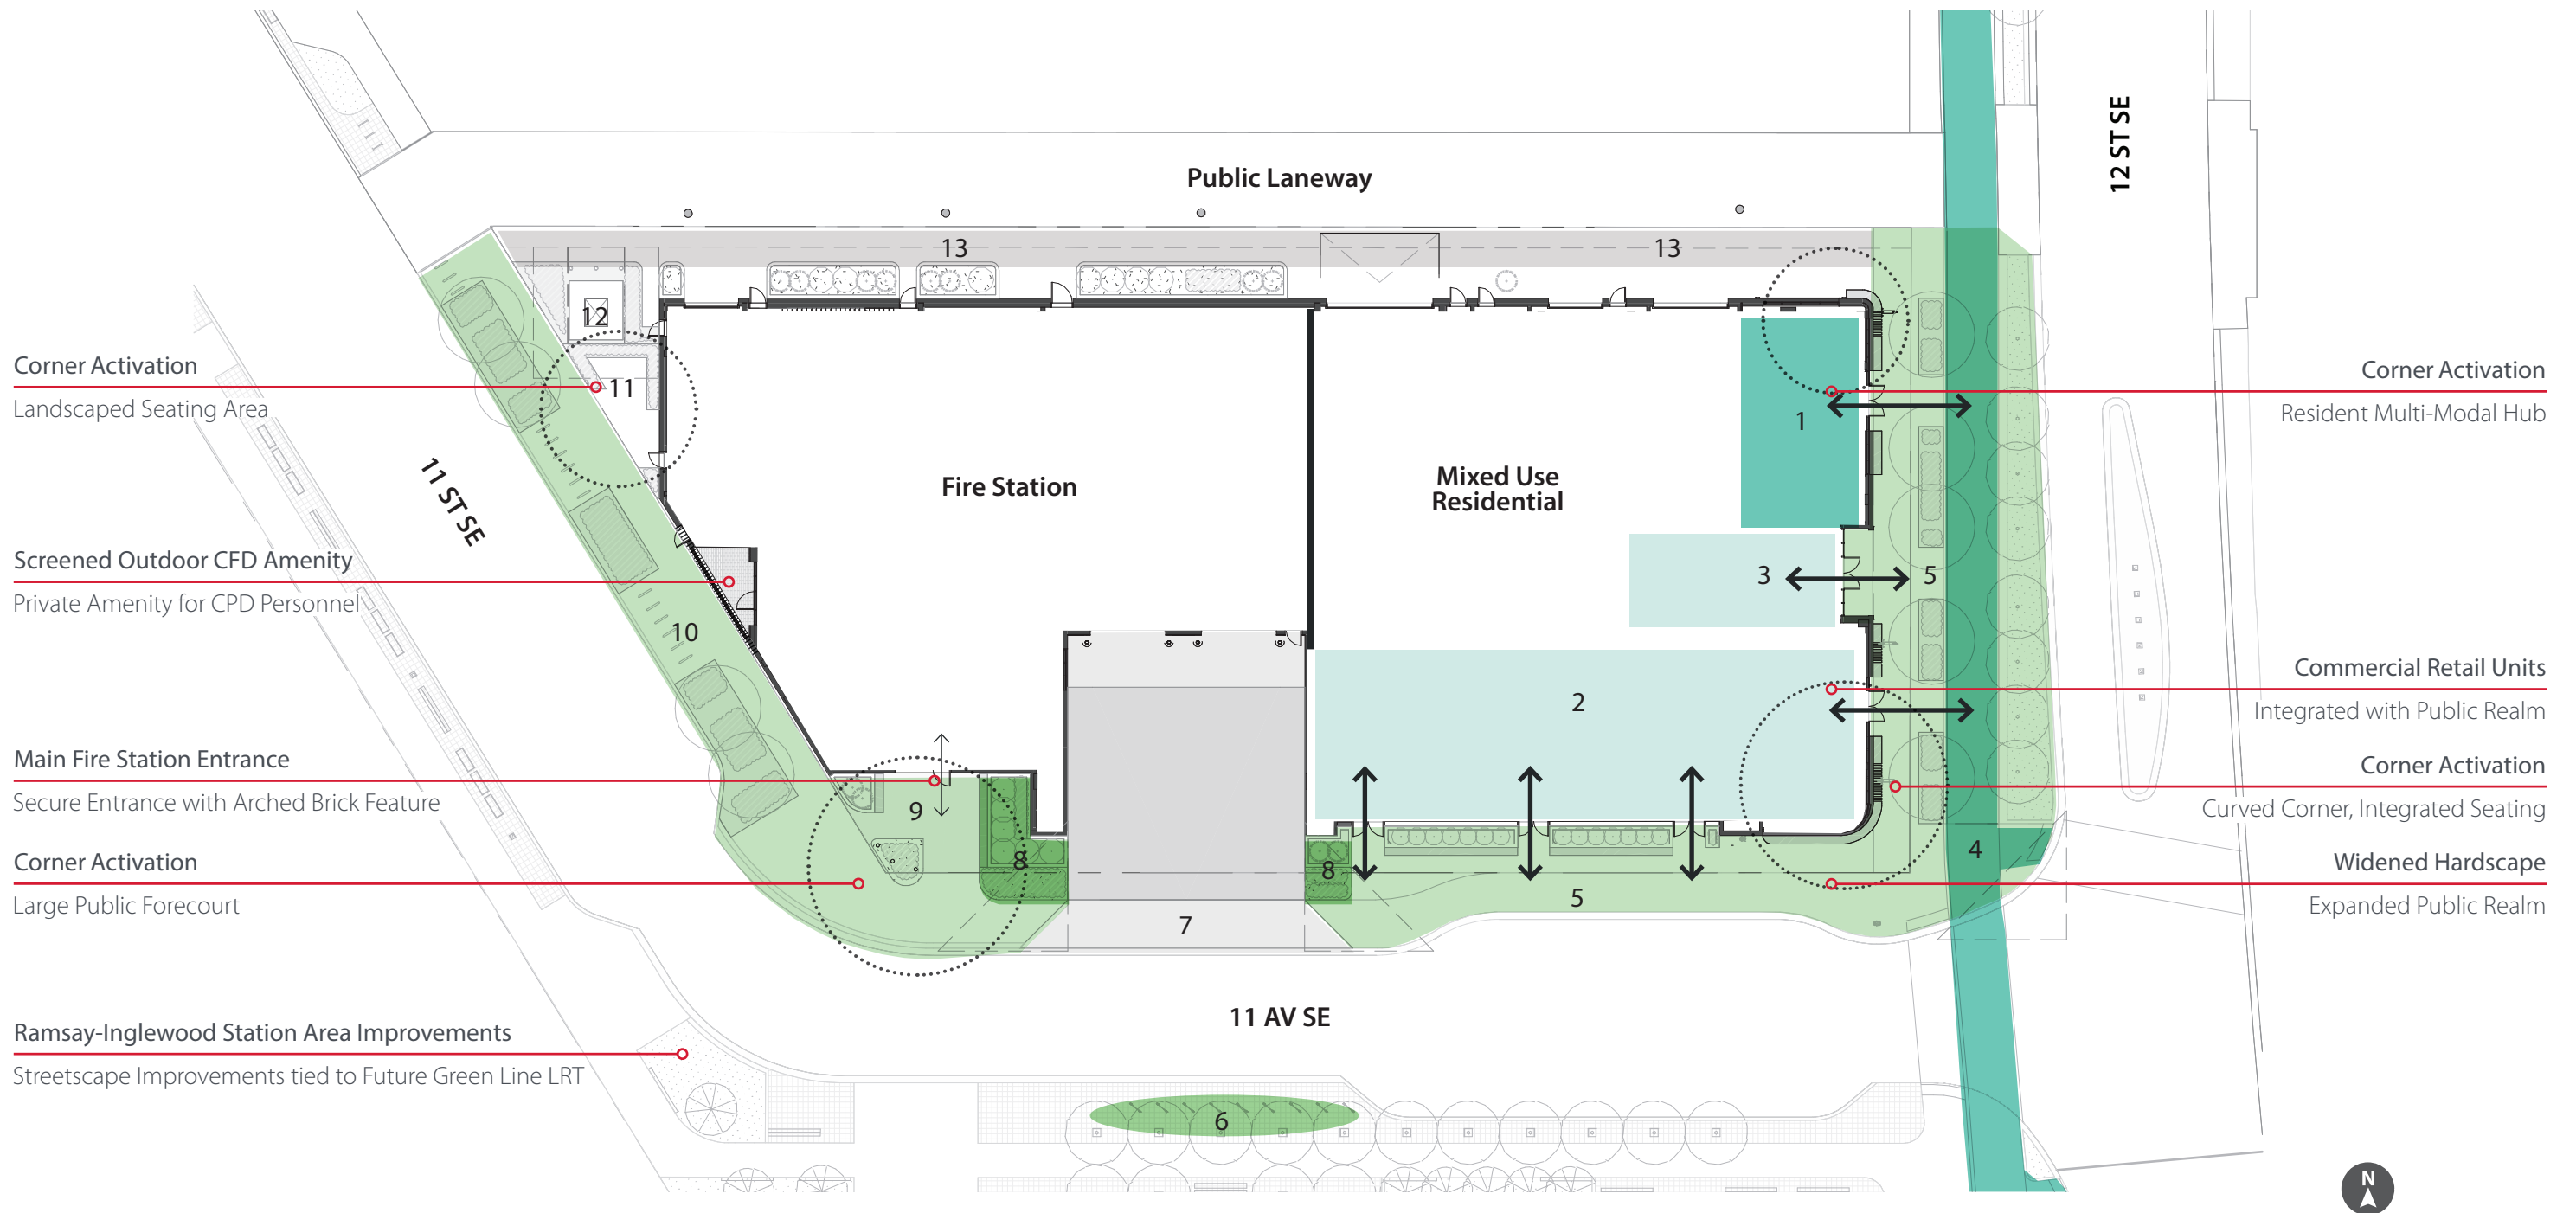 12 ST SE
Public Laneway
13
13
12
Corner Activation
Landscaped Seating Area
11
Corner Activation
Resident Multi-Modal Hub
1
11 ST SE
Fire Station
Mixed Use
Residential
Screened Outdoor CFD Amenity
Private Amenity for CPD Personnel
3
5
10
Commercial Retail Units
Integrated with Public Realm
2
Main Fire Station Entrance
Secure Entrance with Arched Brick Feature
9
Corner Activation
Curved Corner, Integrated Seating
Corner Activation
Large Public Forecourt
8
8
4
Widened Hardscape
Expanded Public Realm
5
7
11 AV SE
Ramsay-Inglewood Station Area Improvements
Streetscape Improvements tied to Future Green Line LRT
6
N